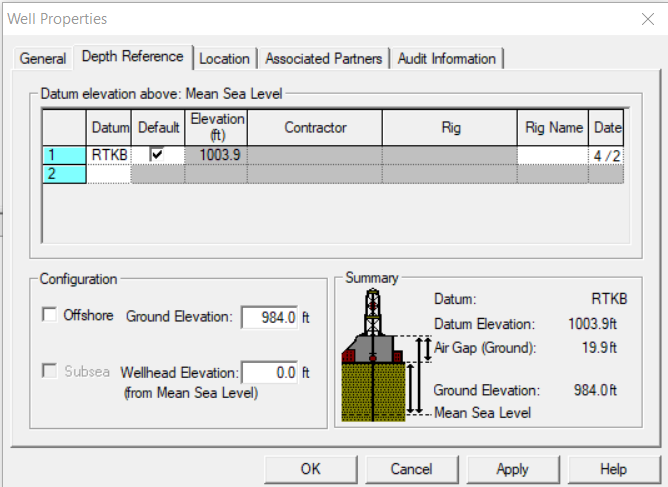 Well Properties
General Depth Reference Location Associated Partners Audit Information
Datum elevation above: Mean Sea Level
Datum Default Elevation (ft) Contractor Rig Rig Name Date
1 RTKB 1003.9 4 /2
2
Configuration
Offshore Ground Elevation: 984.0 ft
Subsea Wellhead Elevation: 0.0 ft
(from Mean Sea Level)
Summary
Datum: RTKB
Datum Elevation: 1003.9ft
Air Gap (Ground): 19.9ft
Ground Elevation: 984.0ft
Mean Sea Level
OK Cancel Apply Help